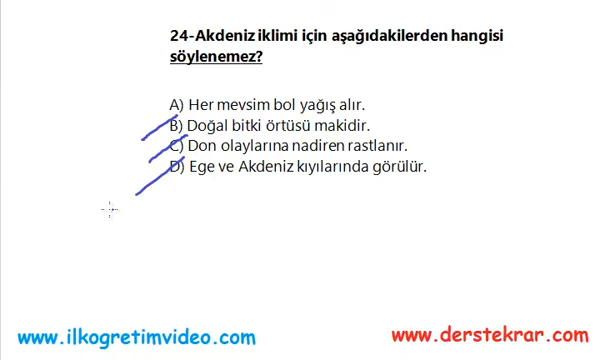 24-Akdeniz iklimi için aşağıdakilerden hangisi
söylenemez?
A) Her mevsim bol yağış alır.
B) Doğal bitki örtüsü makidir.
C) Don olaylarına nadiren rastlanır.
D) Ege ve Akdeniz kıyılarında görülür.
www.ilkogretimvideo.com
www.derstekrar.com